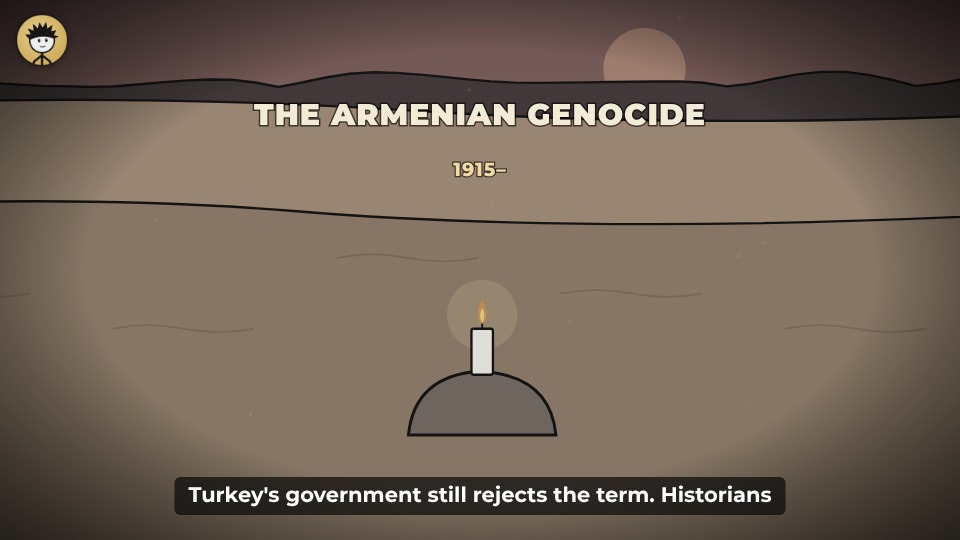 THE ARMENIAN GENOCIDE
1915–
Turkey's government still rejects the term. Historians